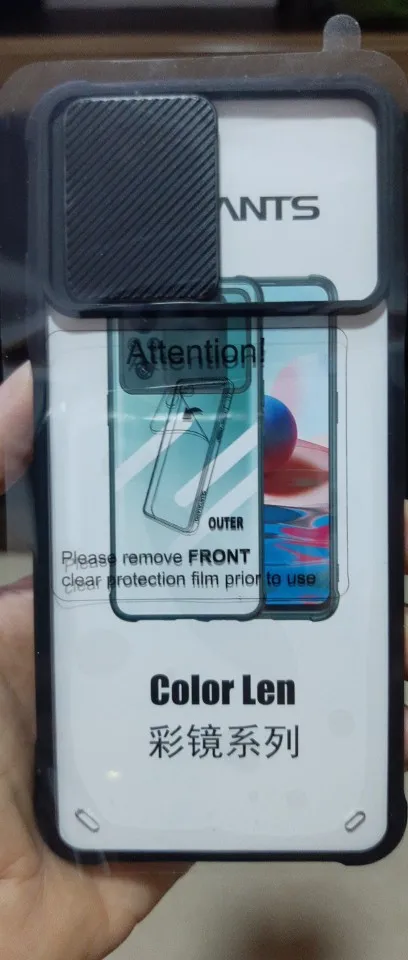 ANTS
Attention!
OUTER
Please remove FRONT
clear protection film prior to use
Color Len
彩镜系列